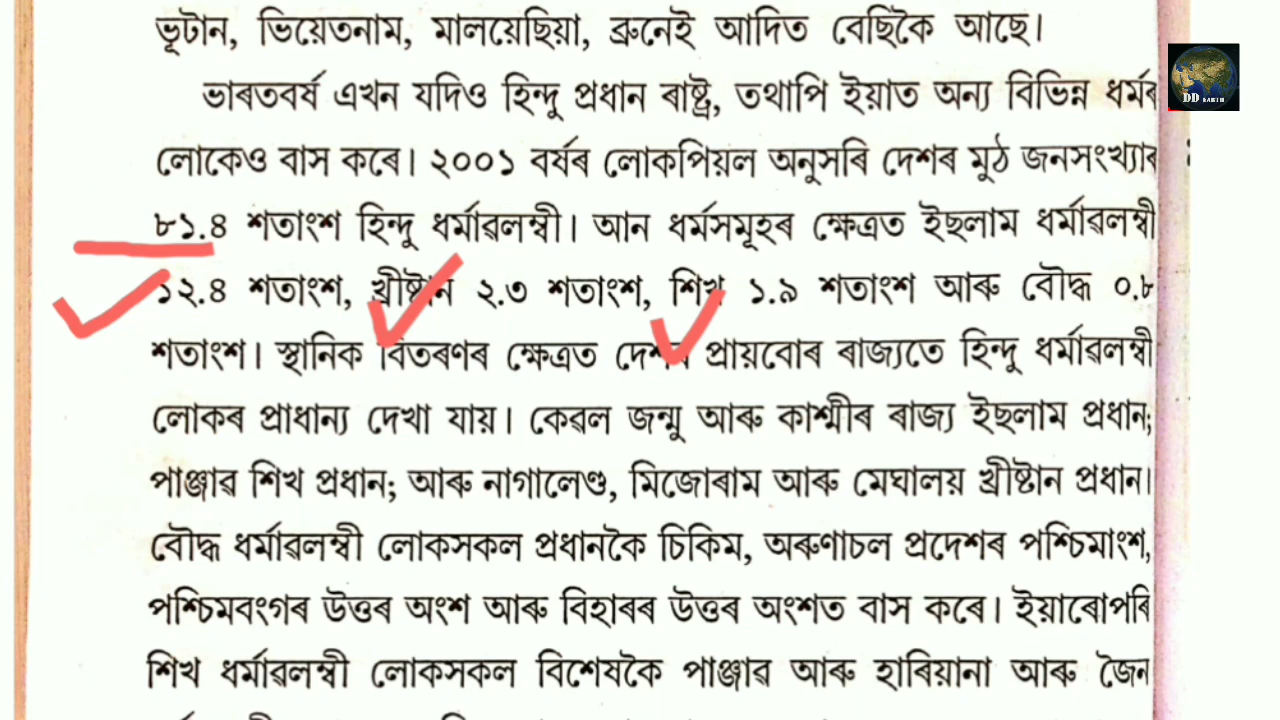 ভূটান, ভিয়েতনাম, মালয়েছিয়া, ব্ৰুনেই আদিত বেছিকৈ আছে।
ভাৰতবৰ্ষ এখন যদিও হিন্দু প্ৰধান ৰাষ্ট্ৰ, তথাপি ইয়াত অন্য বিভিন্ন ধৰ্মৰ
লোকেও বাস কৰে। ২০০১ বৰ্ষৰ লোকপিয়ল অনুসৰি দেশৰ মুঠ জনসংখ্যাৰ
৮১.৪ শতাংশ হিন্দু ধৰ্মাৱলম্বী। আন ধৰ্মসমূহৰ ক্ষেত্ৰত ইছলাম ধৰ্মাৱলম্বী
১২.৪ শতাংশ, খ্ৰীষ্টান ২.৩ শতাংশ, শিখ ১.৯ শতাংশ আৰু বৌদ্ধ ০.৮
শতাংশ। স্থানিক বিতৰণৰ ক্ষেত্ৰত দেশৰ প্ৰায়বোৰ ৰাজ্যতে হিন্দু ধৰ্মাৱলম্বী
লোকৰ প্ৰাধান্য দেখা যায়। কেৱল জম্মু আৰু কাশ্মীৰ ৰাজ্য ইছলাম প্ৰধান;
পাঞ্জাৱ শিখ প্ৰধান; আৰু নাগালেণ্ড, মিজোৰাম আৰু মেঘালয় খ্ৰীষ্টান প্ৰধান।
বৌদ্ধ ধৰ্মাৱলম্বী লোকসকল প্ৰধানকৈ চিকিম, অৰুণাচল প্ৰদেশৰ পশ্চিমাংশ,
পশ্চিমবংগৰ উত্তৰ অংশ আৰু বিহাৰৰ উত্তৰ অংশত বাস কৰে। ইয়াৰোপৰি
শিখ ধৰ্মাৱলম্বী লোকসকল বিশেষকৈ পাঞ্জাৱ আৰু হাৰিয়ানা আৰু জৈন
DD EARTH